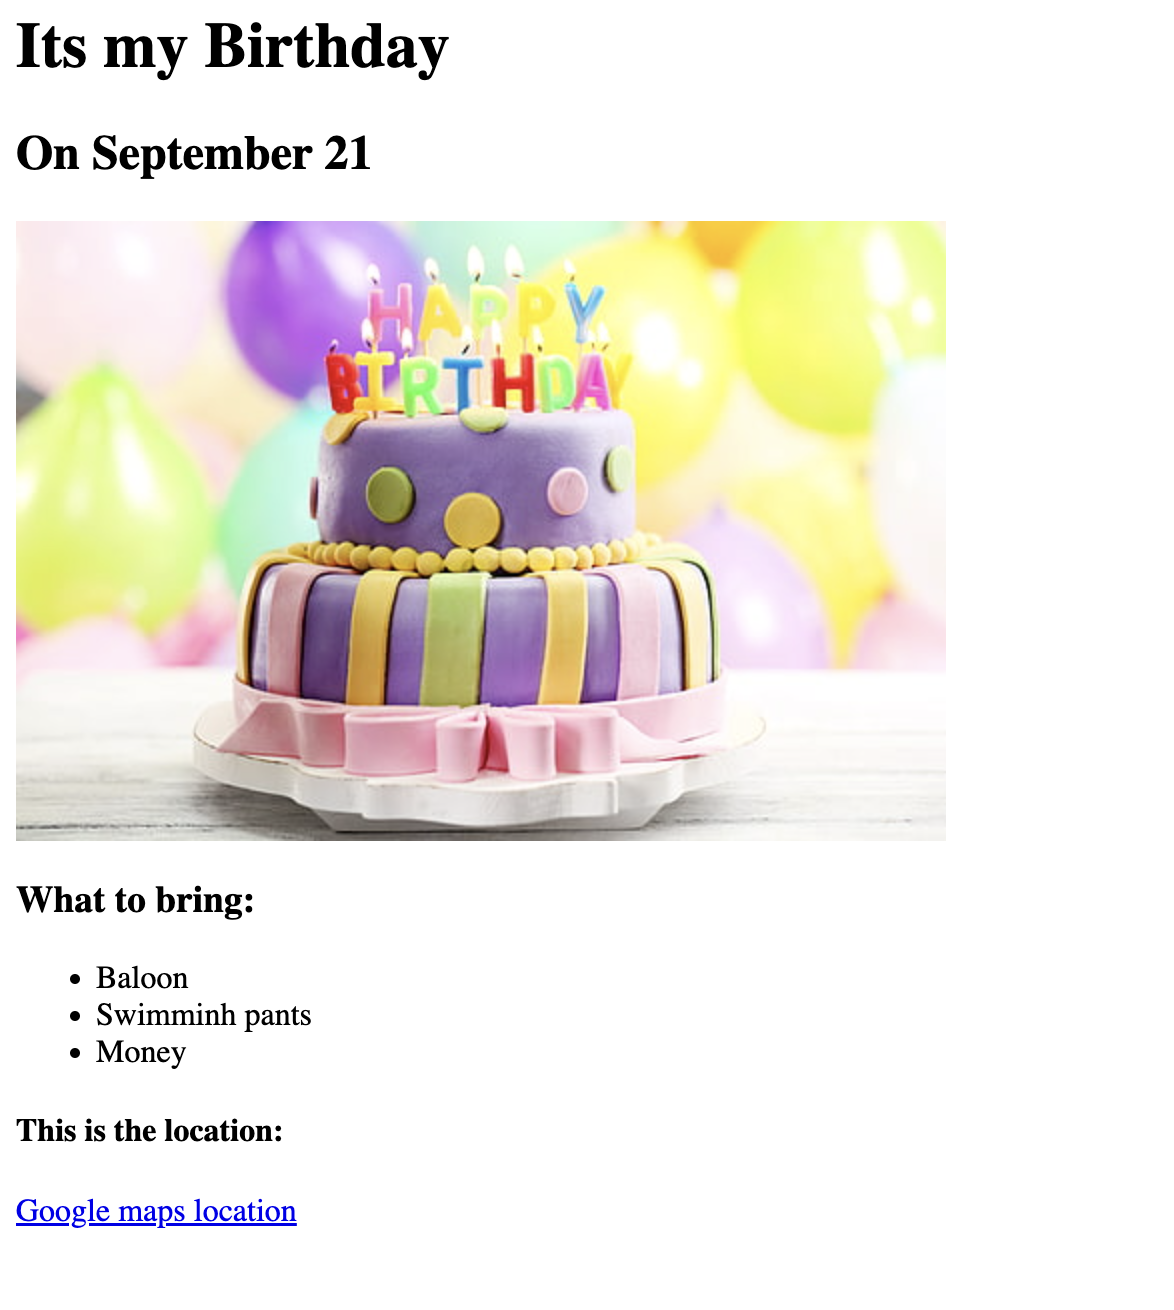 Its my Birthday
On September 21
HAPPY
BIRTHDAY
What to bring:
Baloon
Swimminh pants
Money
This is the location:
Google maps location